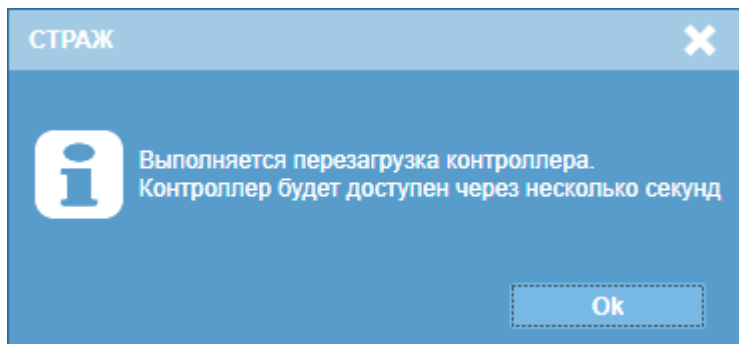 СТРАЖ
Выполняется перезагрузка контроллера.
Контроллер будет доступен через несколько секунд
Ok